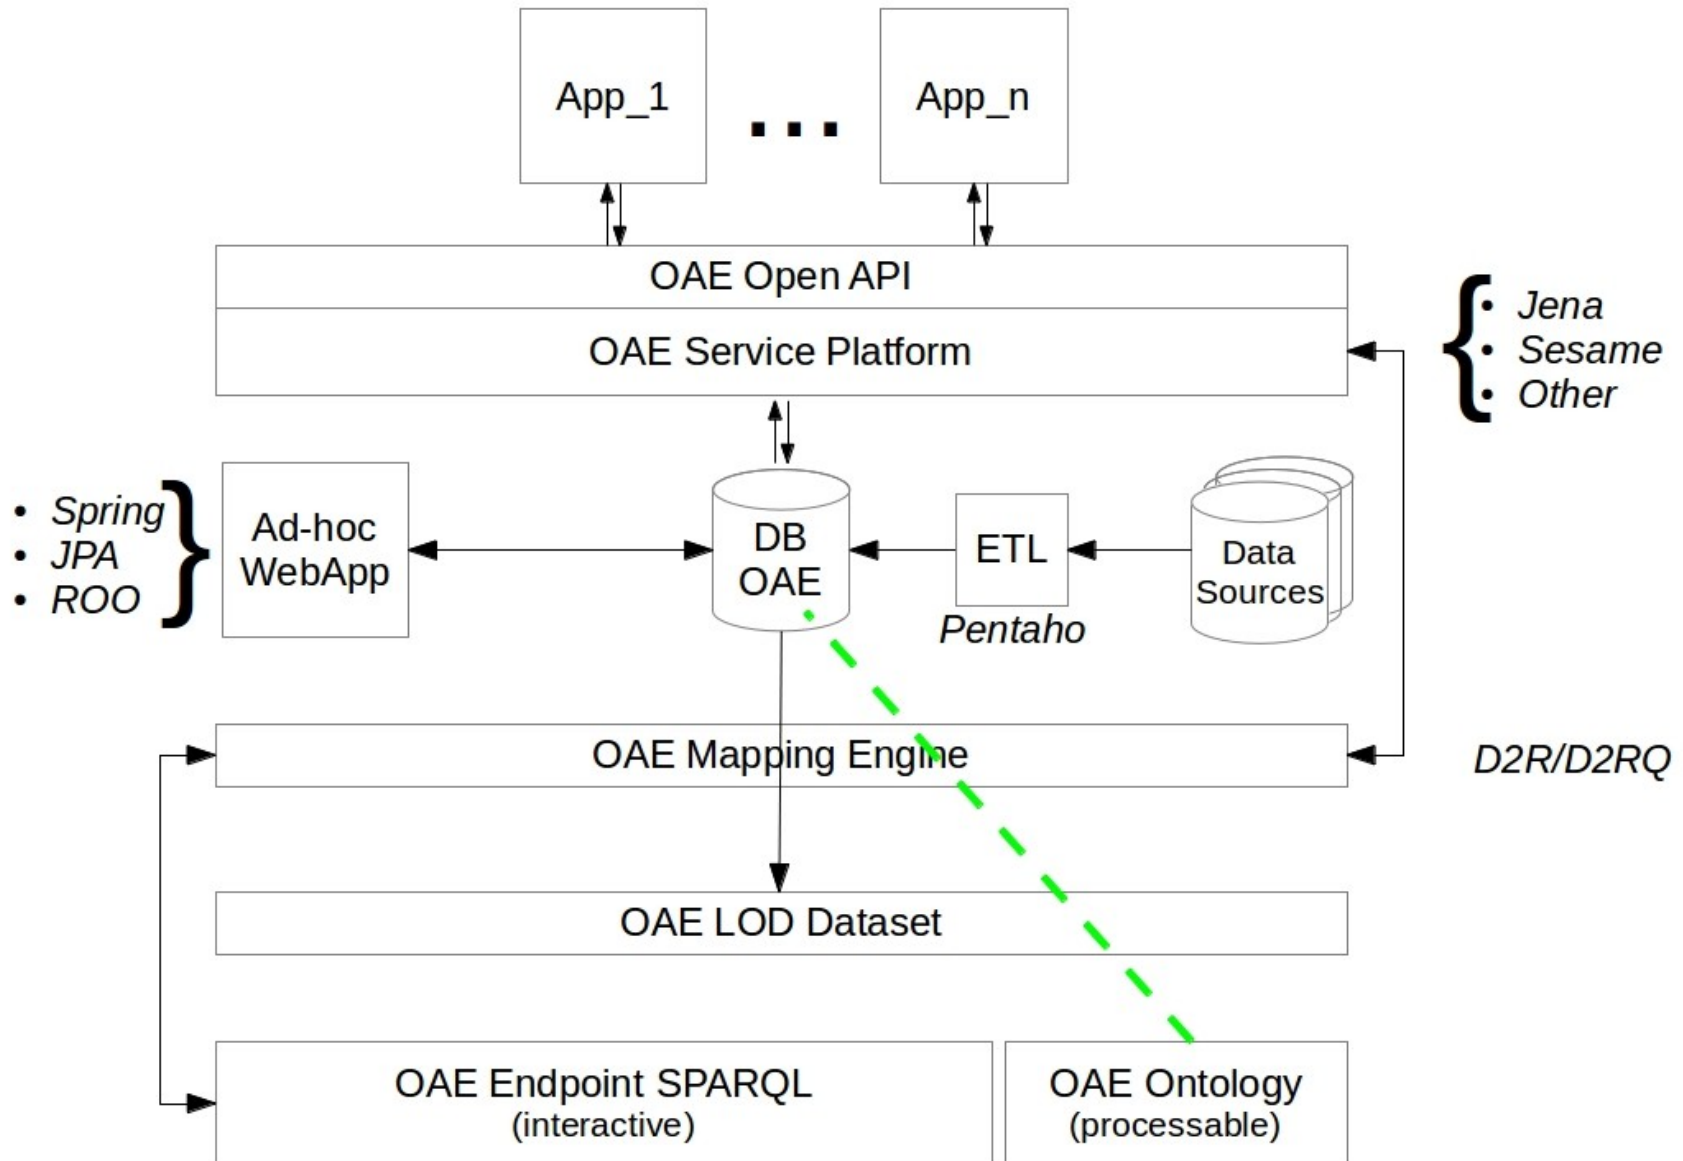 App_1
...
App_n
OAE Open API
OAE Service Platform
{
• Jena
• Sesame
• Other
• Spring
• JPA
• ROO
}
Ad-hoc
WebApp
DB
OAE
ETL
Pentaho
Data
Sources
OAE Mapping Engine
D2R/D2RQ
OAE LOD Dataset
OAE Endpoint SPARQL
(interactive)
OAE Ontology
(processable)